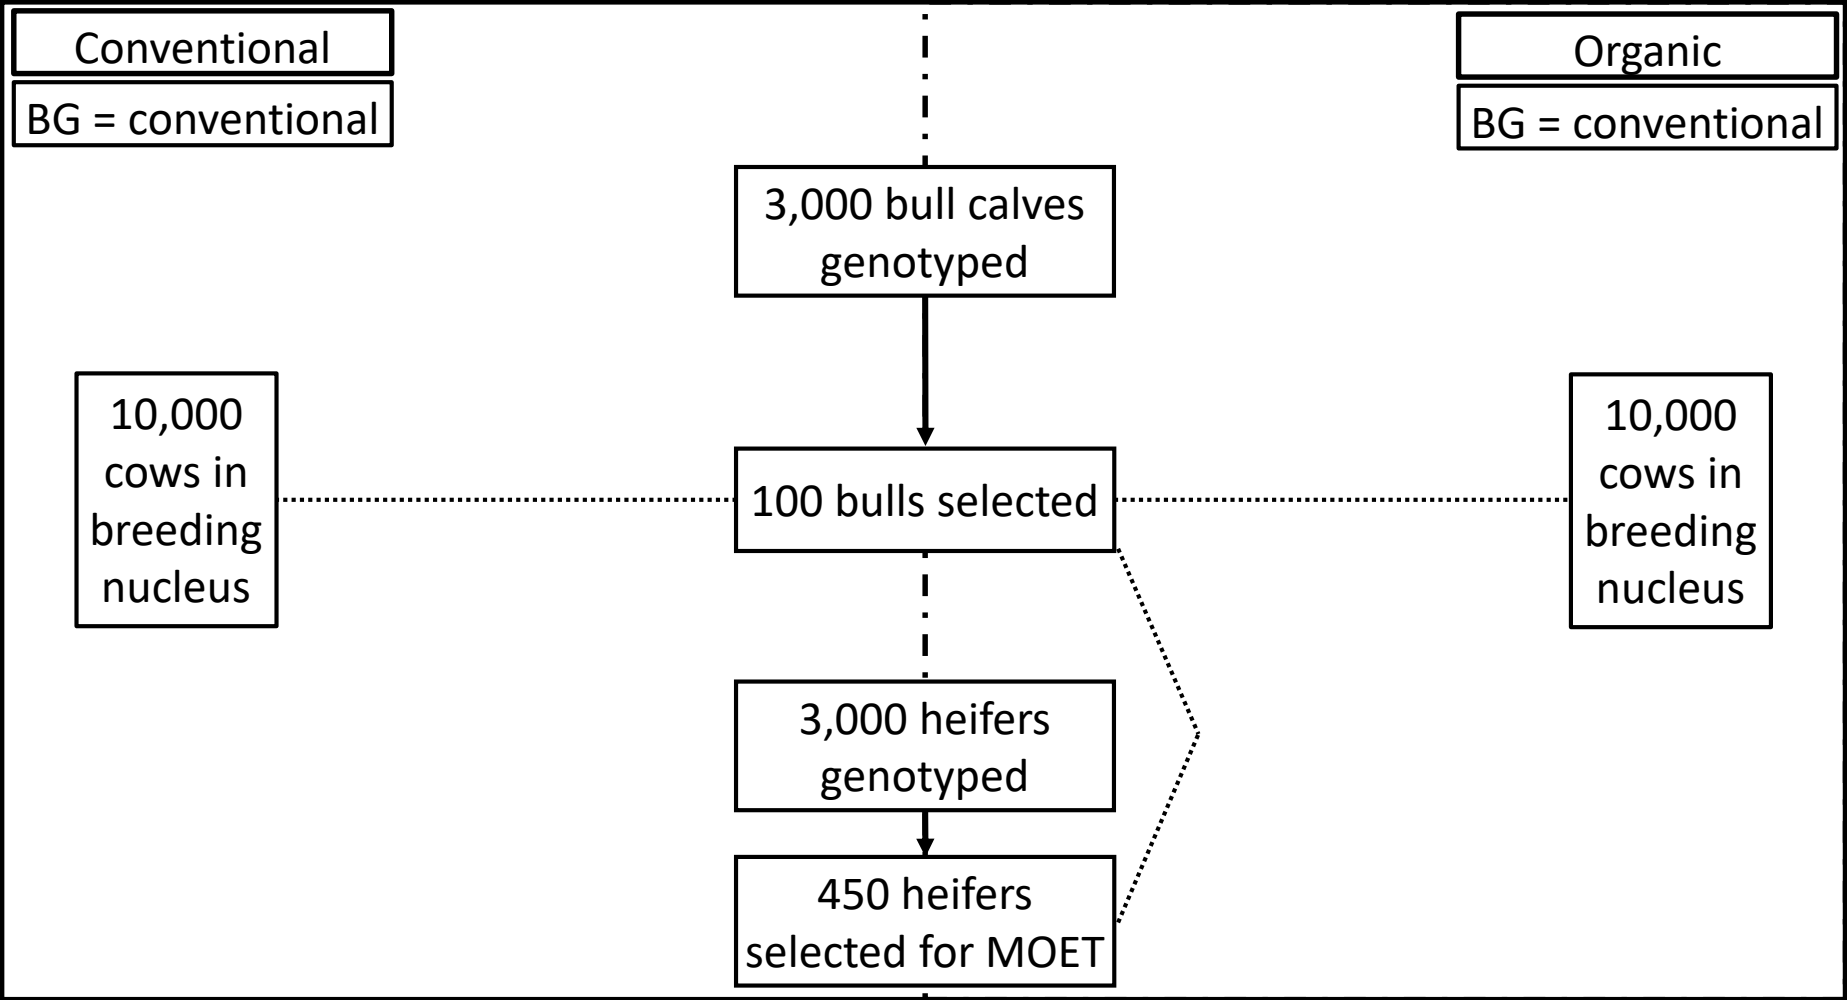 Conventional
BG = conventional
Organic
BG = conventional
3,000 bull calves
genotyped
10,000
cows in
breeding
nucleus
100 bulls selected
10,000
cows in
breeding
nucleus
3,000 heifers
genotyped
450 heifers
selected for MOET